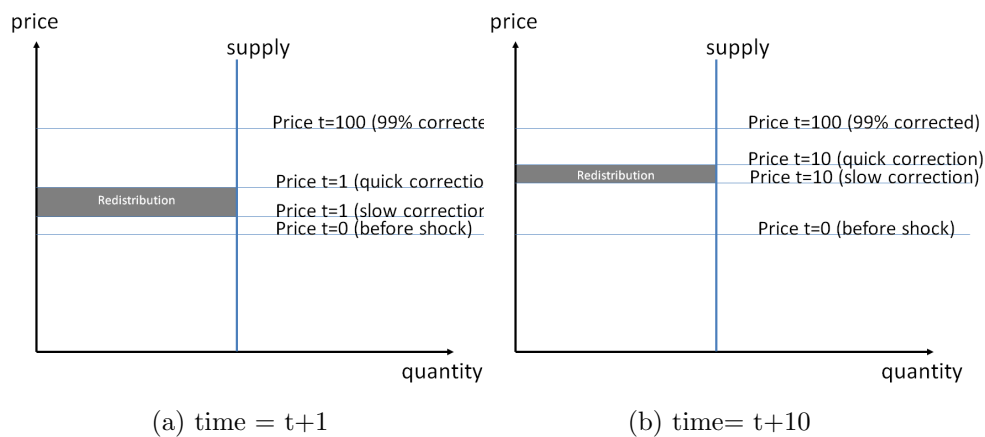 price
supply
Price t=100 (99% correcte
Price t=1 (quick correctio
Redistribution
Price t=1 (slow correction
Price t=0 (before shock)
quantity
(a) time = t+1
price
supply
Price t=100 (99% corrected)
Price t=10 (quick correction)
Redistribution
Price t=10 (slow correction)
Price t=0 (before shock)
quantity
(b) time= t+10